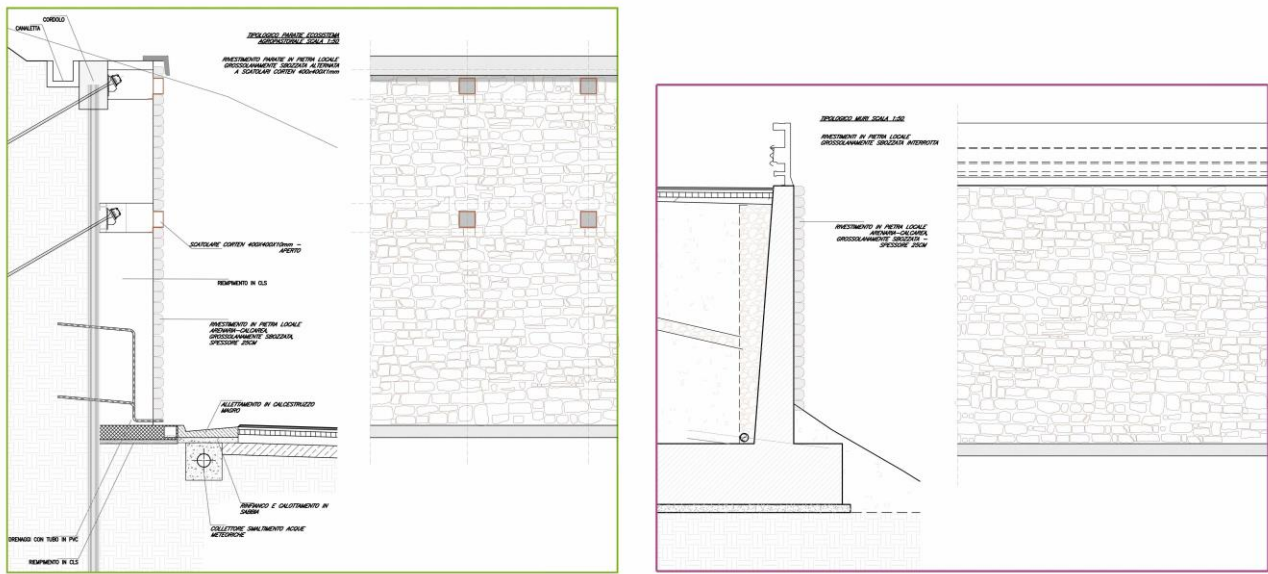 CORDOLO
CANALETTA
TIPOLOGICO PARATIE ECOSISTEMA
AGROPASTORALE SCALA 1:50
RIVESTIMENTO PARATIE IN PIETRA LOCALE
GROSSOLANAMENTE SBOZZATA ALTERNATA
A SCATOLARI CORTEN 400x400X1mm
SCATOLARE CORTEN 400X400X10mm –
APERTO
RIEMPIMENTO IN CLS
RIVESTIMENTO IN PIETRA LOCALE
ARENARIA-CALCAREA,
GROSSOLANAMENTE SBOZZATA,
SPESSORE 25CM
ALLETTAMENTO IN CALCESTRUZZO
MAGRO
RINFIANCO E CALOTTAMENTO IN
SABBIA
COLLETTORE SMALTIMENTO ACQUE
METEORICHE
DRENAGGI CON TUBO IN PVC
RIEMPIMENTO IN CLS
TIPOLOGICO MURI SCALA 1:50
RIVESTIMENTI IN PIETRA LOCALE
GROSSOLANAMENTE SBOZZATA INTERROTTA
RIVESTIMENTO IN PIETRA LOCALE
ARENARIA-CALCAREA,
GROSSOLANAMENTE SBOZZATA –
SPESSORE 25CM